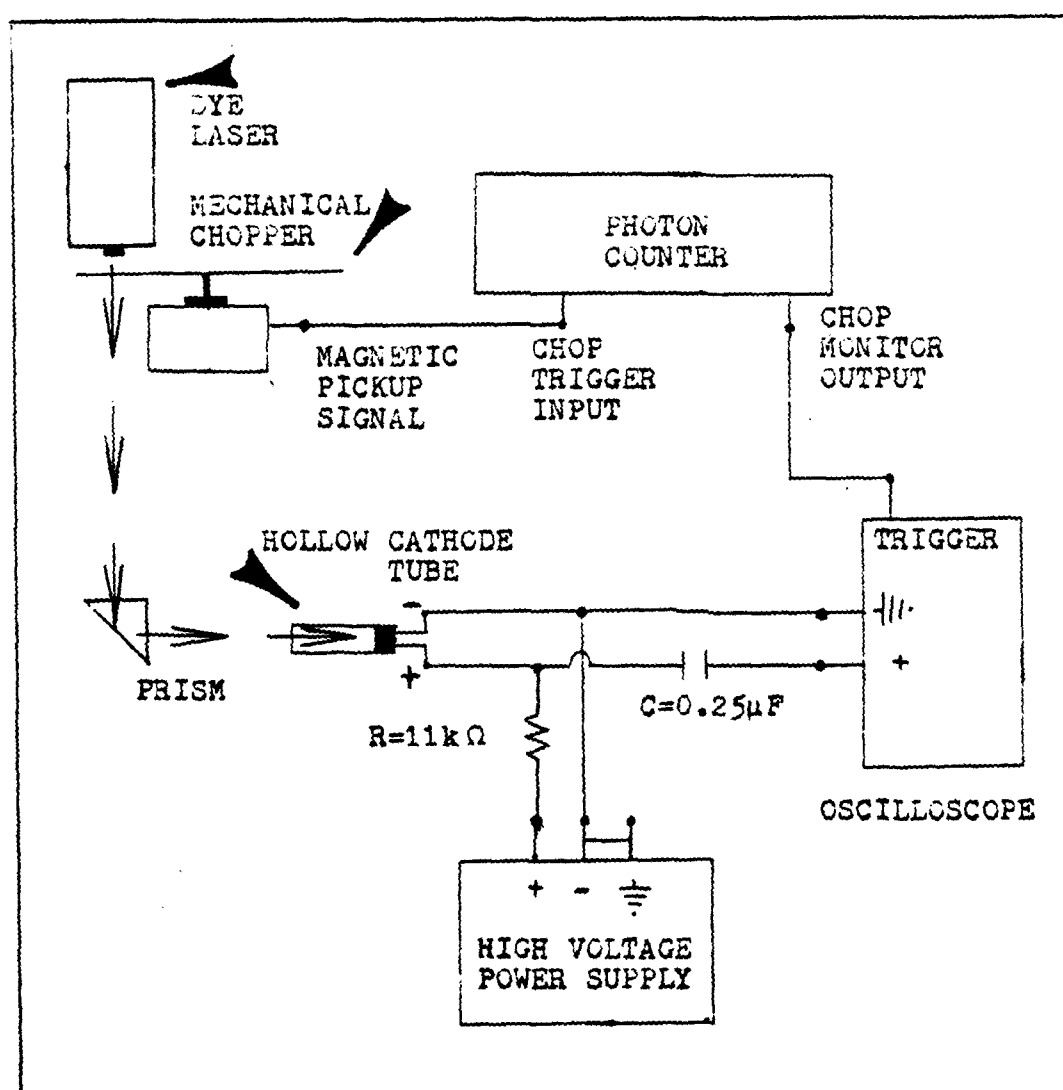 DYE
LASER
MECHANICAL
CHOPPER
PHOTON
COUNTER
MAGNETIC
PICKUP
SIGNAL
CHOP
TRIGGER
INPUT
CHOP
MONITOR
OUTPUT
HOLLOW CATHODE
TUBE
TRIGGER
-
+
+
PRISM
C=0.25µF
R=11kΩ
OSCILLOSCOPE
+ -
HIGH VOLTAGE
POWER SUPPLY